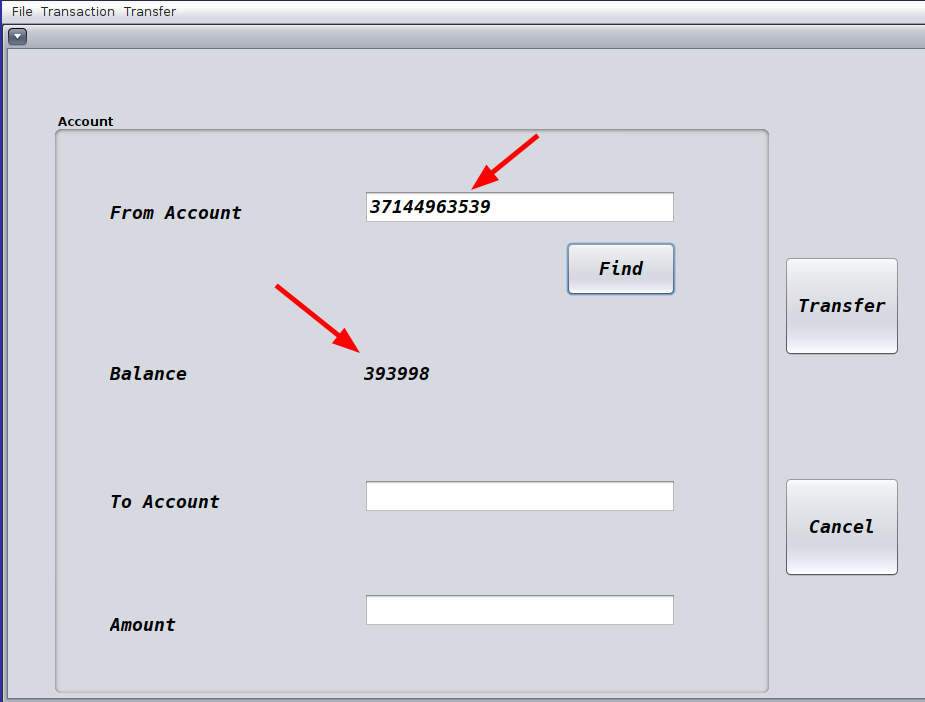 File Transaction Transfer
Account
From Account 37144963539
Find
Transfer
Balance 393998
To Account
Cancel
Amount